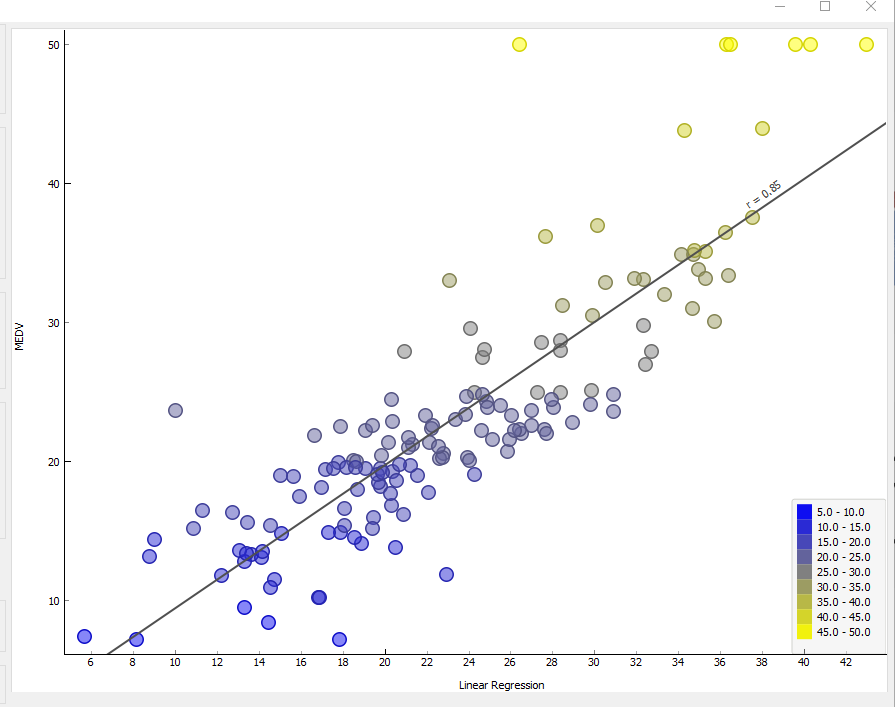 50
40
30
20
10
MEDV
r = 0.85
5.0 - 10.0
10.0 - 15.0
15.0 - 20.0
20.0 - 25.0
25.0 - 30.0
30.0 - 35.0
35.0 - 40.0
40.0 - 45.0
45.0 - 50.0
6 8 10 12 14 16 18 20 22 24 26 28 30 32 34 36 38 40 42
Linear Regression